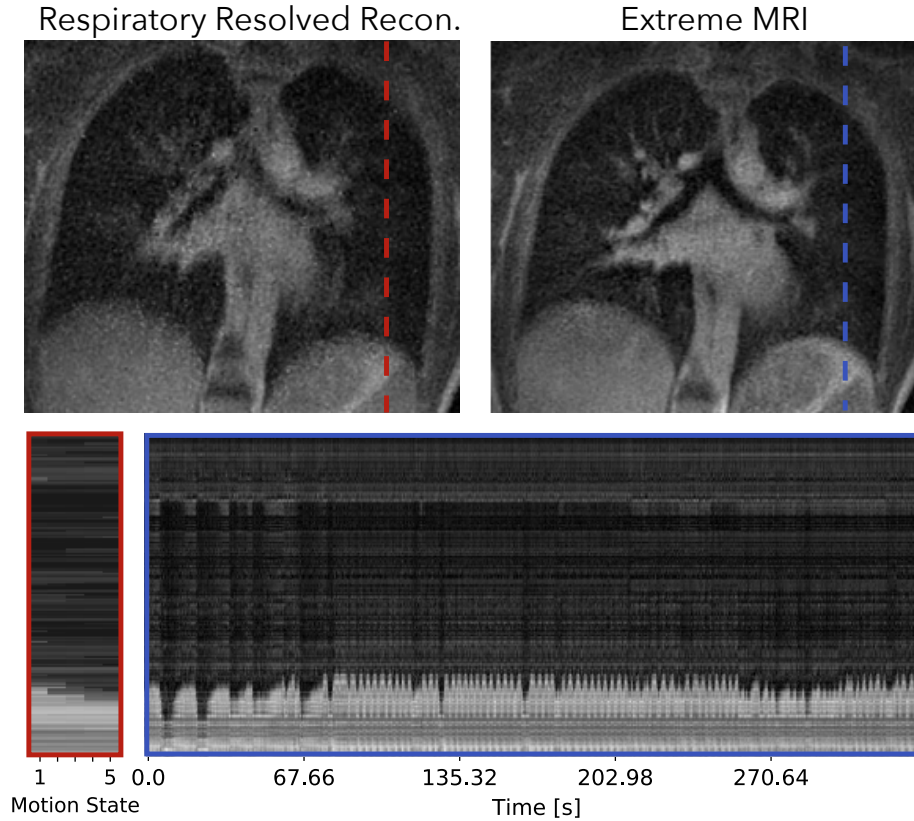 Respiratory Resolved Recon.
Extreme MRI
1 5
Motion State
0.0 67.66 135.32 202.98 270.64
Time [s]